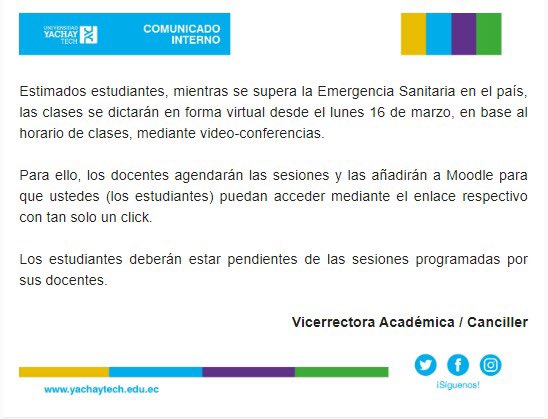 UNIVERSIDAD
YACHAY
TECH
COMUNICADO
INTERNO
Estimados estudiantes, mientras se supera la Emergencia Sanitaria en el país,
las clases se dictarán en forma virtual desde el lunes 16 de marzo, en base al
horario de clases, mediante video-conferencias.
Para ello, los docentes agendarán las sesiones y las añadirán a Moodle para
que ustedes (los estudiantes) puedan acceder mediante el enlace respectivo
con tan solo un click.
Los estudiantes deberán estar pendientes de las sesiones programadas por
sus docentes.
Vicerrectora Académica / Canciller
www.yachaytech.edu.ec
¡Síguenos!